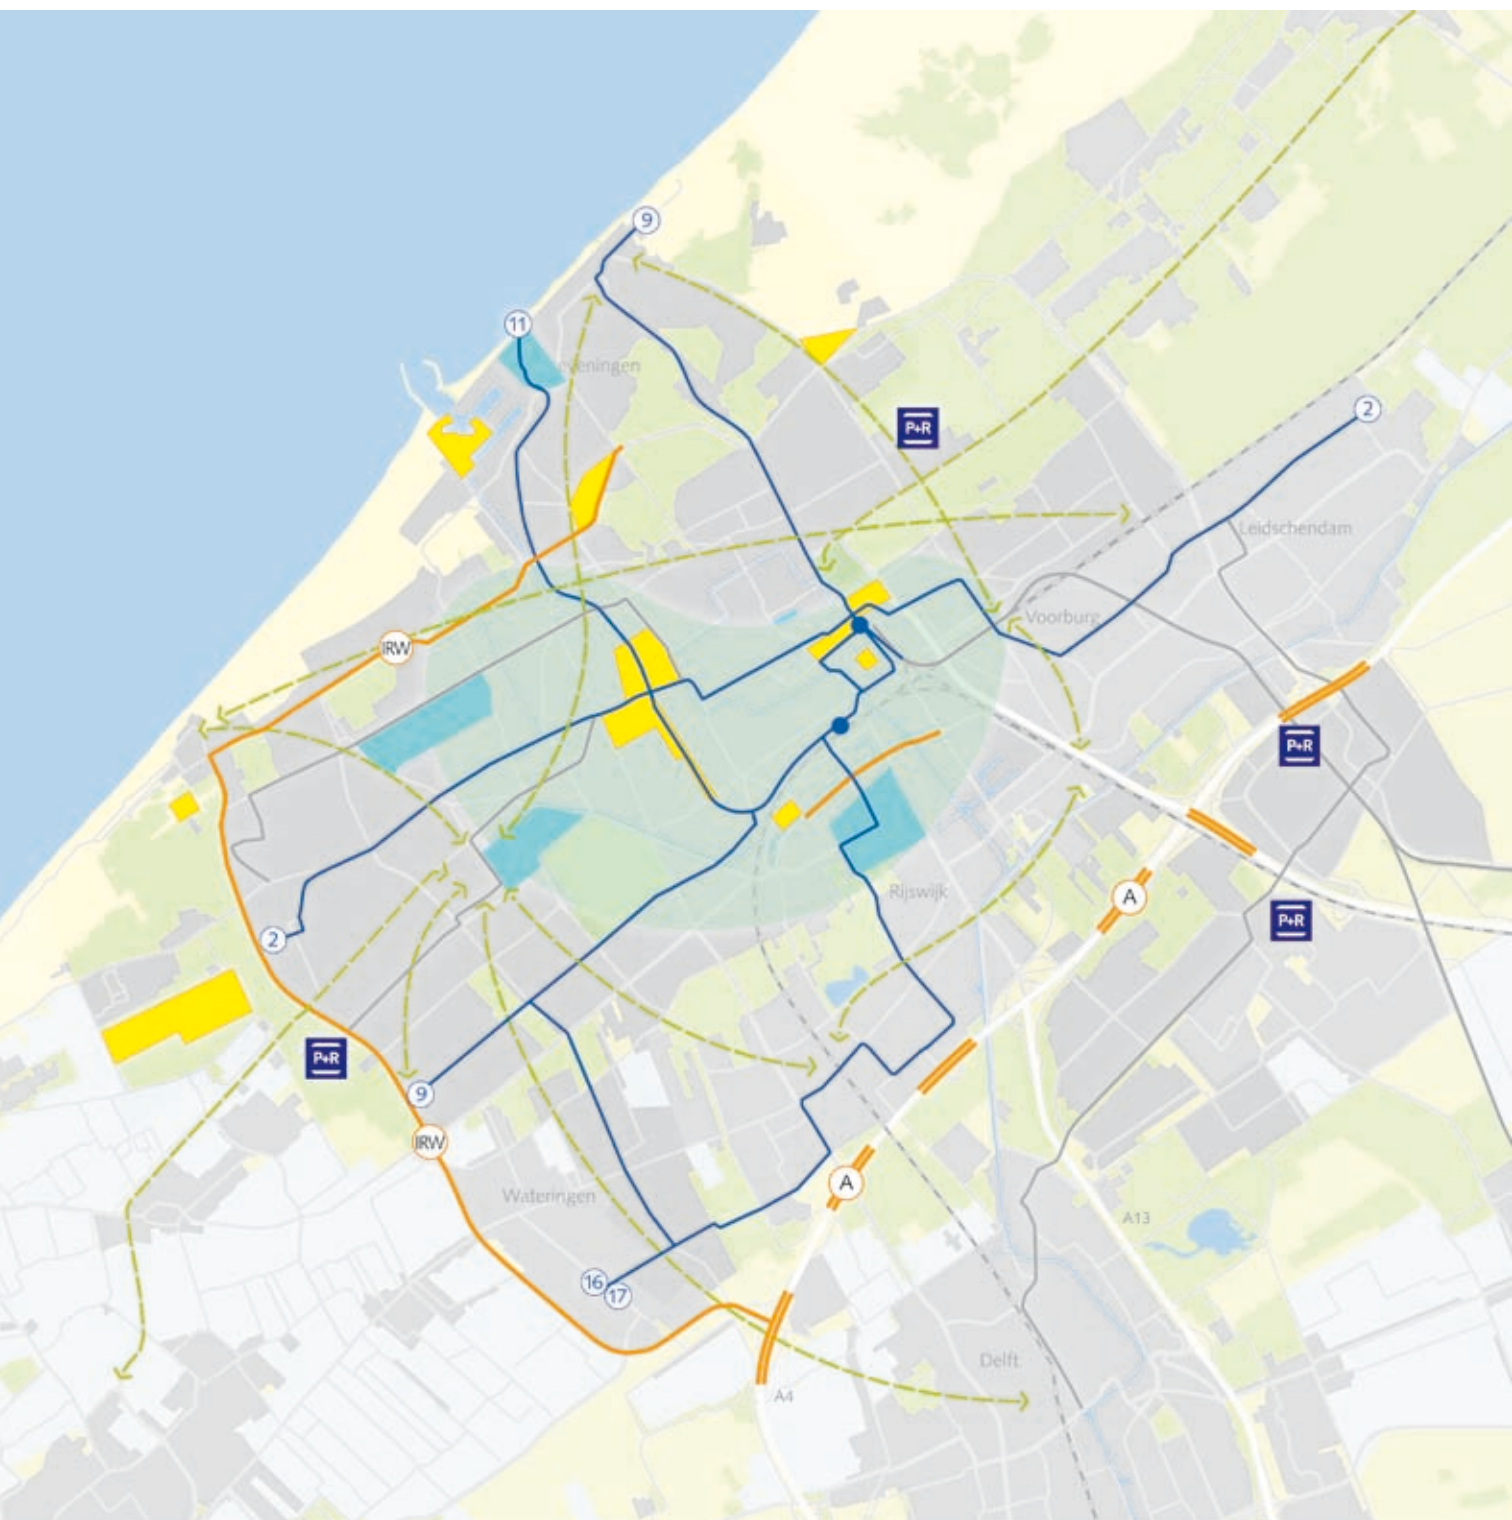 9
11
eveningen
P+R
2
Leidschendam
Voorburg
IRW
P+R
Rijswijk
A
P+R
2
P+R
9
IRW
A
Wateringen
A13
16
17
Delft
A4